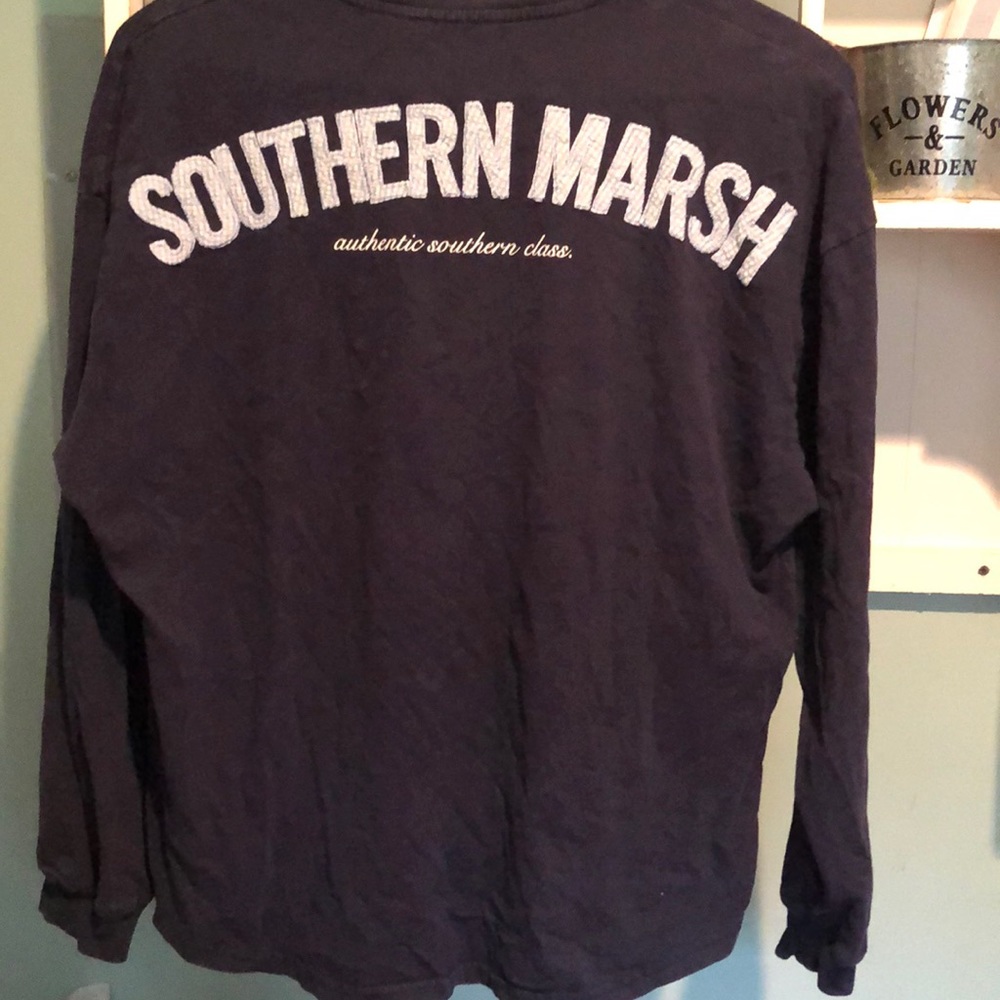 SOUTHERN MARSH
authentic southern class.
FLOWERS
-&-
GARDEN